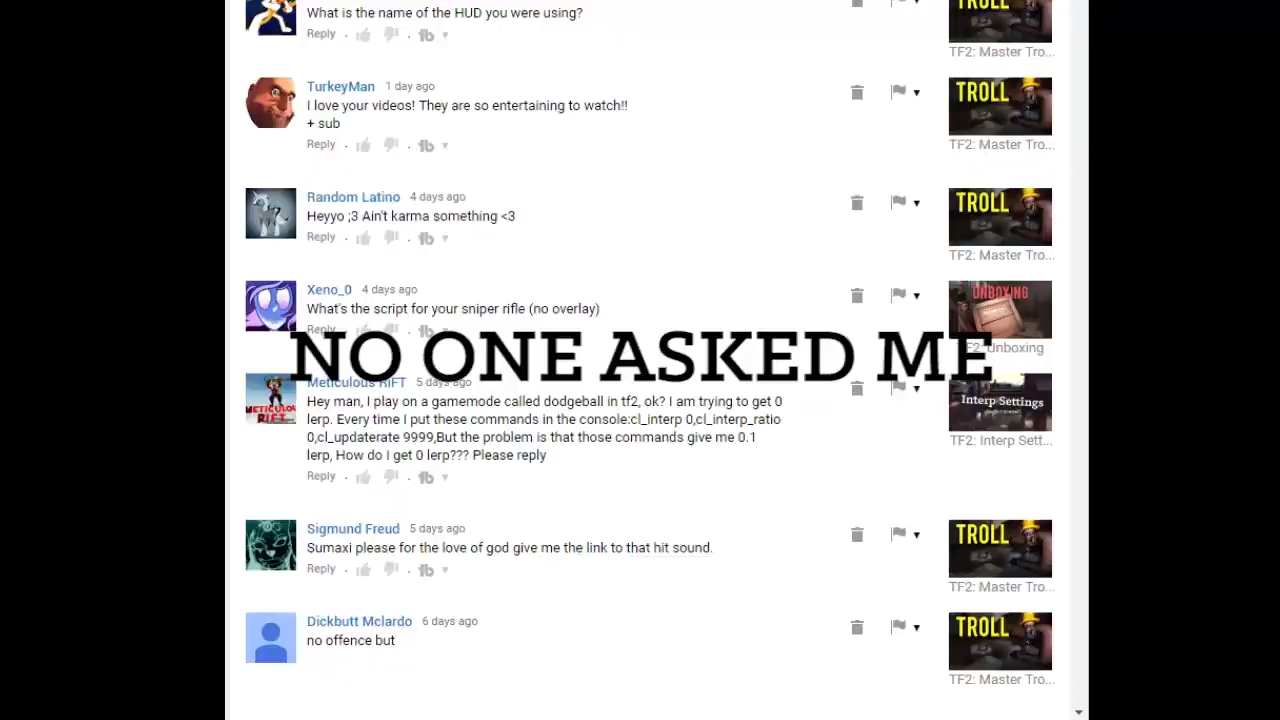 What is the name of the HUD you were using?
Reply
TROLL
TF2: Master Tro...
TurkeyMan 1 day ago
I love your videos! They are so entertaining to watch!!
+ sub
Reply
TROLL
TF2: Master Tro...
Random Latino 4 days ago
Heyyo ;3 Ain't karma something <3
Reply
TROLL
TF2: Master Tro...
Xeno_0 4 days ago
What's the script for your sniper rifle (no overlay)
Reply
UNBOXING
TF2: Unboxing
NO ONE ASKED ME
Meticulous RIFT 5 days ago
Hey man, I play on a gamemode called dodgeball in tf2, ok? I am trying to get 0
lerp. Every time I put these commands in the console:cl_interp 0,cl_interp_ratio
0,cl_updaterate 9999,But the problem is that those commands give me 0.1
lerp, How do I get 0 lerp??? Please reply
Reply
METICULOUS
RIFT
Interp Settings
TF2: Interp Sett...
Sigmund Freud 5 days ago
Sumaxi please for the love of god give me the link to that hit sound.
Reply
TROLL
TF2: Master Tro...
Dickbutt Mclardo 6 days ago
no offence but
TROLL
TF2: Master Tro...